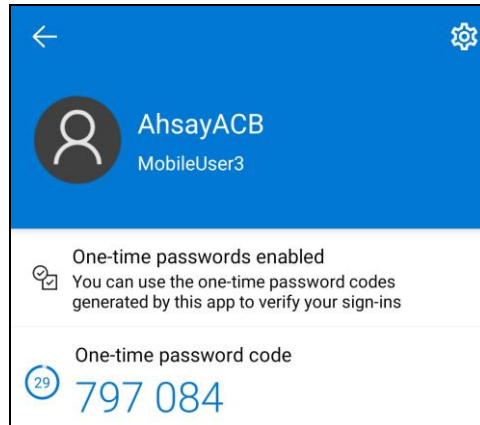 AhsayACB
MobileUser3
One-time passwords enabled
You can use the one-time password codes
generated by this app to verify your sign-ins
One-time password code
29
797 084